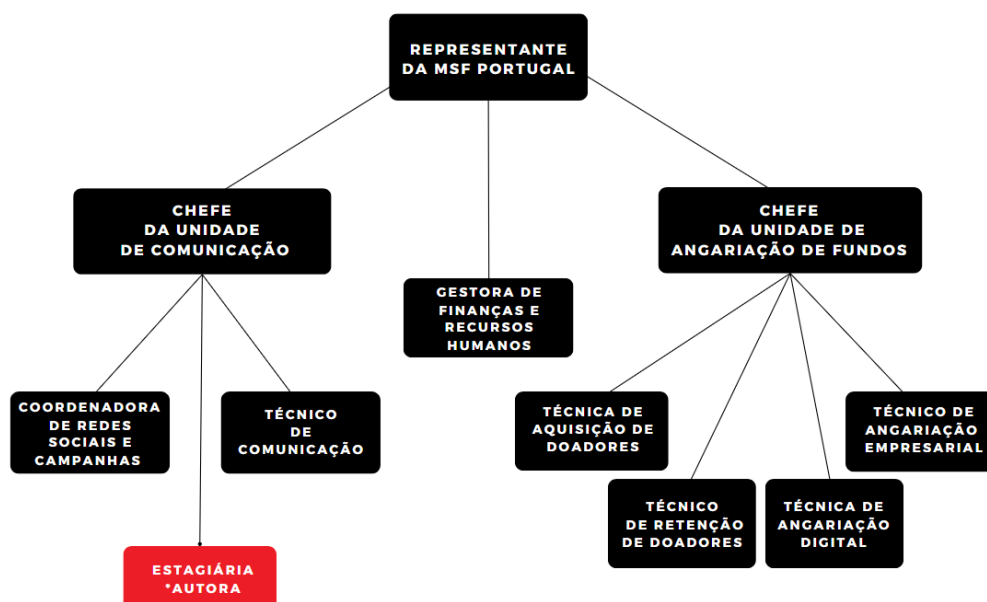 REPRESENTANTE
DA MSF PORTUGAL
CHEFE
DA UNIDADE
DE COMUNICAÇÃO
CHEFE
DA UNIDADE DE
ANGARIAÇÃO DE FUNDOS
GESTORA DE
FINANÇAS E
RECURSOS
HUMANOS
COORDENADORA
DE REDES
SOCIAIS E
CAMPANHAS
TÉCNICO
DE
COMUNICAÇÃO
TÉCNICA DE
AQUISIÇÃO DE
DOADORES
TÉCNICO DE
ANGARIAÇÃO
EMPRESARIAL
TÉCNICO
DE RETENÇÃO
DE DOADORES
TÉCNICA DE
ANGARIAÇÃO
DIGITAL
ESTAGIÁRIA
*AUTORA